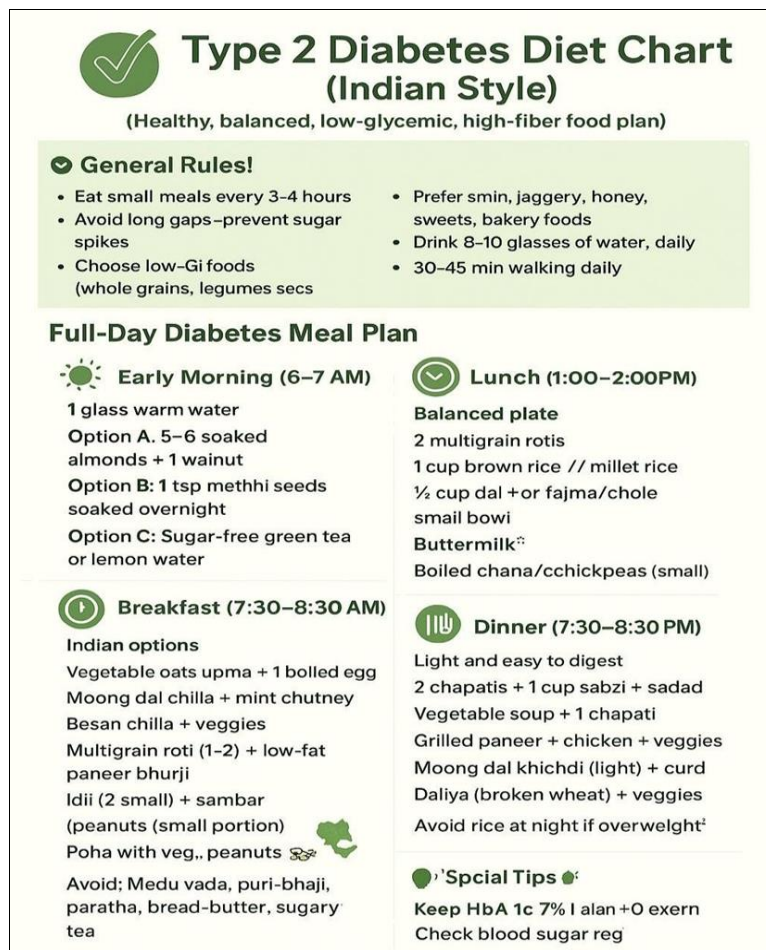 Type 2 Diabetes Diet Chart
(Indian Style)
(Healthy, balanced, low-glycemic, high-fiber food plan)
General Rules!
• Eat small meals every 3–4 hours
• Avoid long gaps–prevent sugar
spikes
• Choose low-Gi foods
(whole grains, legumes secs
• Prefer smin, jaggery, honey,
sweets, bakery foods
• Drink 8–10 glasses of water, daily
• 30–45 min walking daily
Full-Day Diabetes Meal Plan
Early Morning (6–7 AM)
1 glass warm water
Option A. 5–6 soaked
almonds + 1 wainut
Option B: 1 tsp methhi seeds
soaked overnight
Option C: Sugar-free green tea
or lemon water
Breakfast (7:30–8:30 AM)
Indian options
Vegetable oats upma + 1 bolled egg
Moong dal chilla + mint chutney
Besan chilla + veggies
Multigrain roti (1–2) + low-fat
paneer bhurji
Idii (2 small) + sambar
(peanuts (small portion)
Poha with veg,. peanuts
Avoid; Medu vada, puri-bhaji,
paratha, bread-butter, sugary
tea
Lunch (1:00–2:00PM)
Balanced plate
2 multigrain rotis
1 cup brown rice // millet rice
½ cup dal +or fajma/chole
smail bowi
Buttermilk
Boiled chana/cchickpeas (small)
Dinner (7:30–8:30 PM)
Light and easy to digest
2 chapatis + 1 cup sabzi + sadad
Vegetable soup + 1 chapati
Grilled paneer + chicken + veggies
Moong dal khichdi (light) + curd
Daliya (broken wheat) + veggies
Avoid rice at night if overwelght²
'Spcial Tips
Keep HbA 1c 7% I alan +O exern
Check blood sugar reg